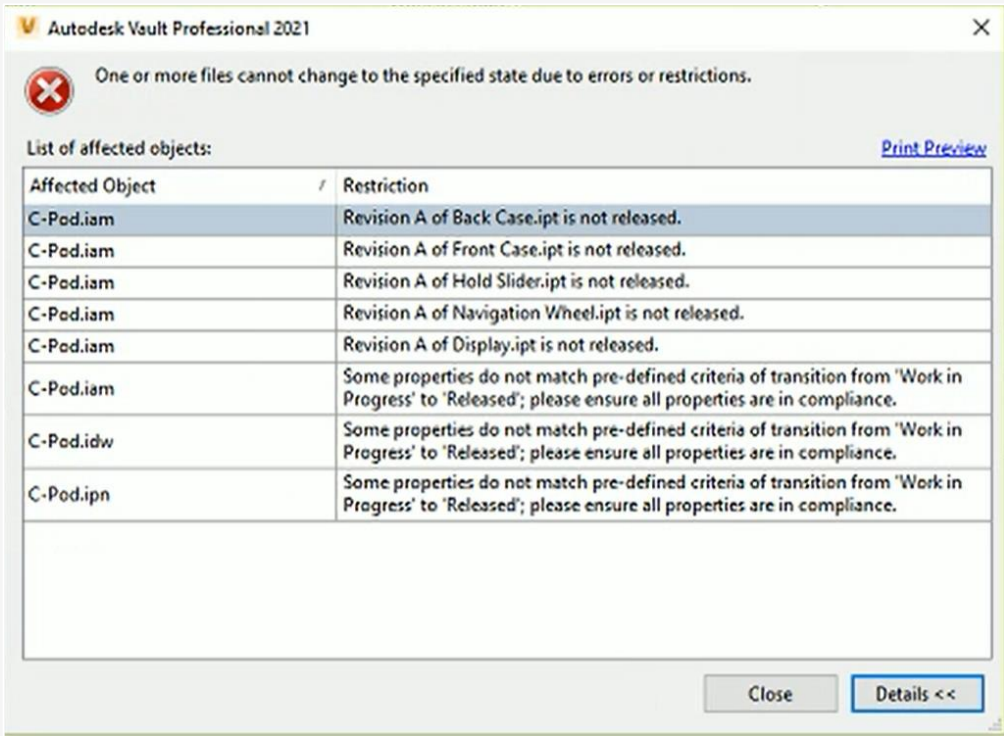 Autodesk Vault Professional 2021
One or more files cannot change to the specified state due to errors or restrictions.
List of affected objects:
Print Preview
Affected Object / Restriction
C-Pod.iam Revision A of Back Case.ipt is not released.
C-Pod.iam Revision A of Front Case.ipt is not released.
C-Pod.iam Revision A of Hold Slider.ipt is not released.
C-Pod.iam Revision A of Navigation Wheel.ipt is not released.
C-Pod.iam Revision A of Display.ipt is not released.
C-Pod.iam
Some properties do not match pre-defined criteria of transition from 'Work in
Progress' to 'Released'; please ensure all properties are in compliance.
C-Pod.idw
Some properties do not match pre-defined criteria of transition from 'Work in
Progress' to 'Released'; please ensure all properties are in compliance.
C-Pod.ipn
Some properties do not match pre-defined criteria of transition from 'Work in
Progress' to 'Released'; please ensure all properties are in compliance.
Close
Details <<